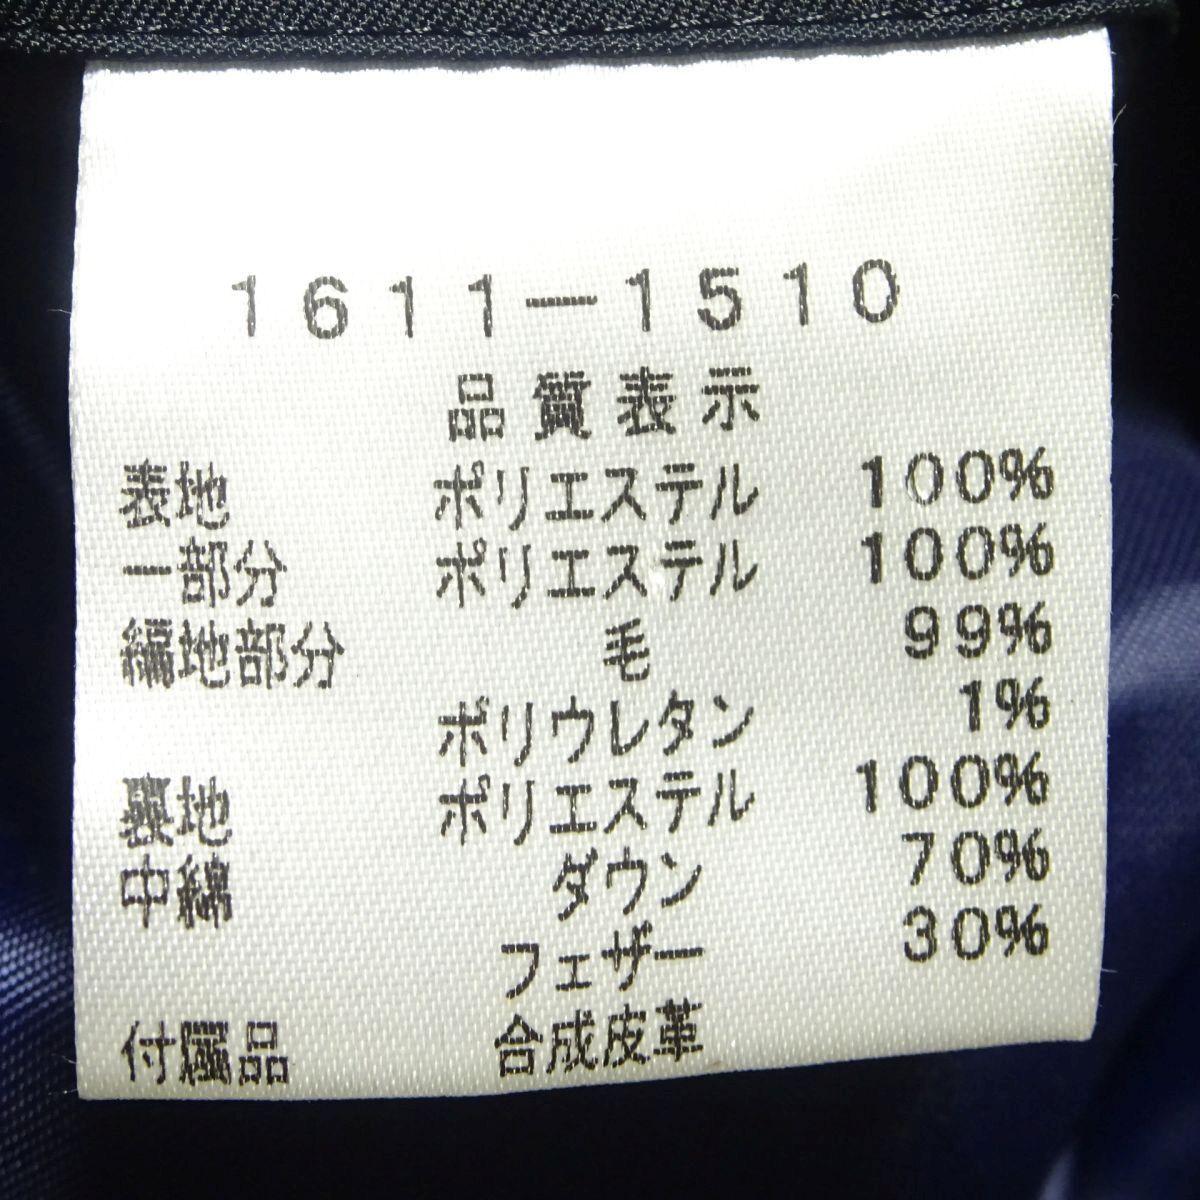 1611-1510
品質表示
表地 ポリエステル 100%
一部分 ポリエステル 100%
編地部分 毛 99%
ポリウレタン 1%
裏地 ポリエステル 100%
中綿 ダウン 70%
フェザー 30%
付属品 合成皮革